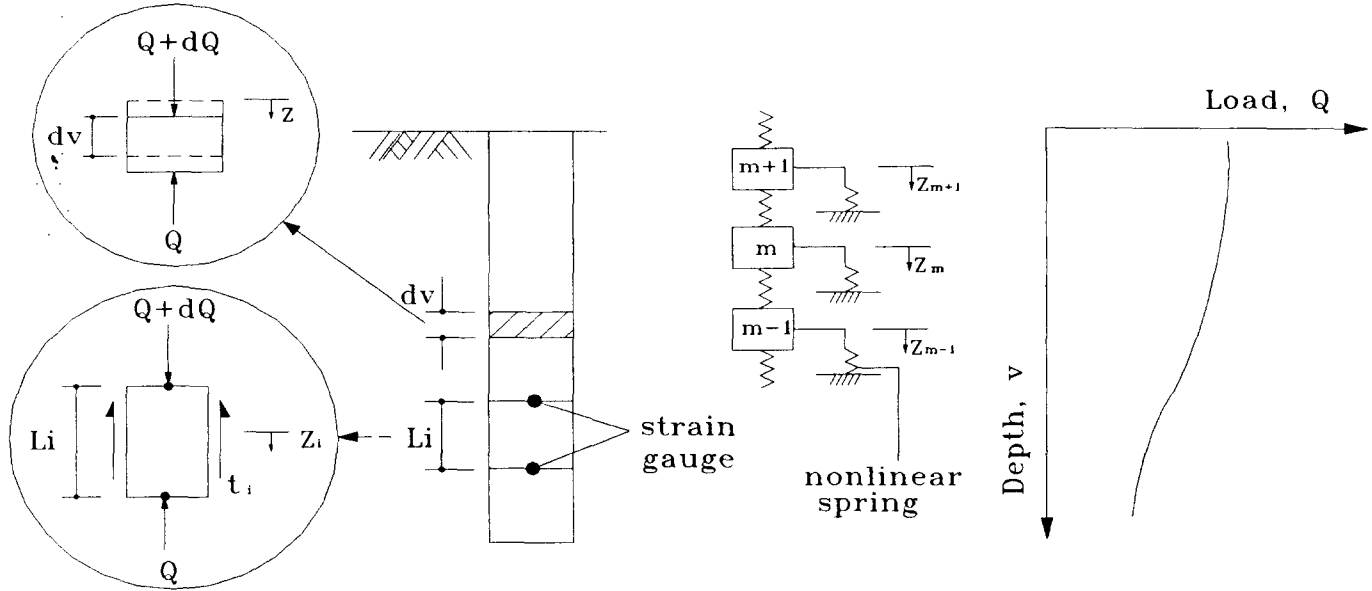 Q+dQ
z
dv
Q
dv
Q+dQ
Li
Zi
ti
Q
Li
strain
gauge
m+1
Zm+1
m
Zm
m-1
Zm-1
nonlinear
spring
Load, Q
Depth, v